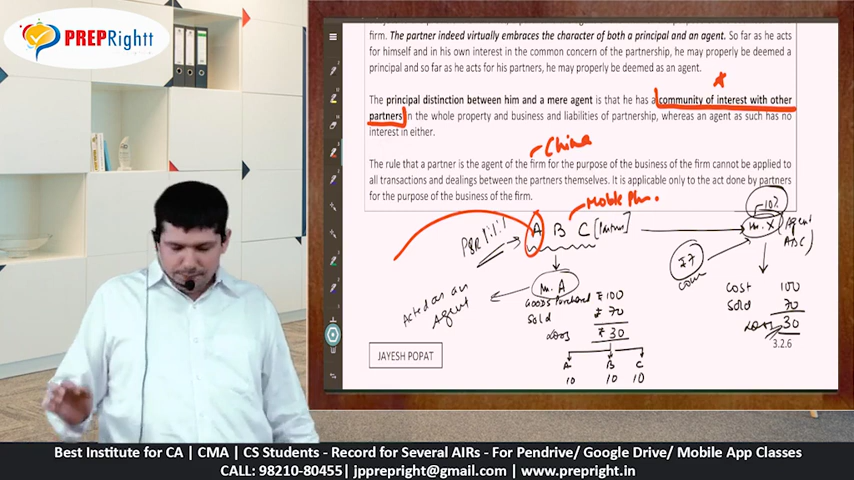 PREPRightt
firm. The partner indeed virtually embraces the character of both a principal and an agent. So far as he acts
for himself and in his own interest in the common concern of the partnership, he may properly be deemed a
principal and so far as he acts for his partners, he may properly be deemed as an agent.
The principal distinction between him and a mere agent is that he has a community of interest with other
partners in the whole property and business and liabilities of partnership, whereas an agent as such has no
interest in either.
China
The rule that a partner is the agent of the firm for the purpose of the business of the firm cannot be applied to
all transactions and dealings between the partners themselves. It is applicable only to the act done by partners
for the purpose of the business of the firm.
Mobile
PSR 1:1:1
A B C
10%
Mr. X (Agent
ABC)
₹7
Mr. A
Acted as an
Agent
Goods Purchased ₹ 100
Sold ₹ 70
Loss ₹ 30
A B C
10 10 10
Cost 100
Sold 70
Loss 30
3.2.6
JAYESH POPAT
Best Institute for CA | CMA | CS Students - Record for Several AIRs - For Pendrive/ Google Drive/ Mobile App Classes
CALL: 98210-80455| jpprepright@gmail.com | www.prepright.in